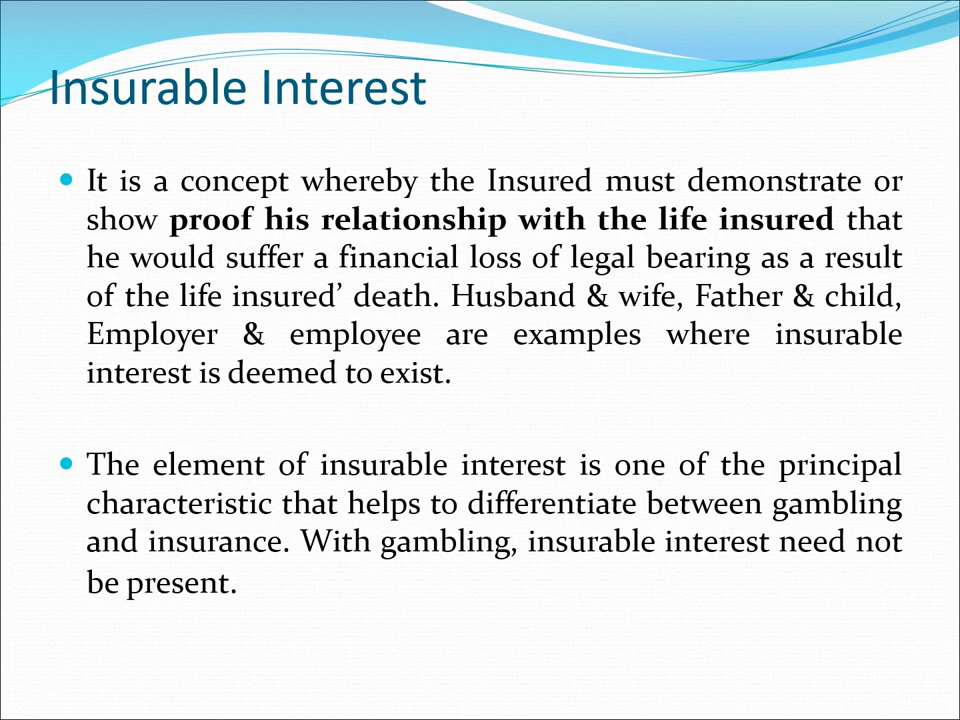 Insurable Interest
• It is a concept whereby the Insured must demonstrate or
show proof his relationship with the life insured that
he would suffer a financial loss of legal bearing as a result
of the life insured’ death. Husband & wife, Father & child,
Employer & employee are examples where insurable
interest is deemed to exist.
• The element of insurable interest is one of the principal
characteristic that helps to differentiate between gambling
and insurance. With gambling, insurable interest need not
be present.